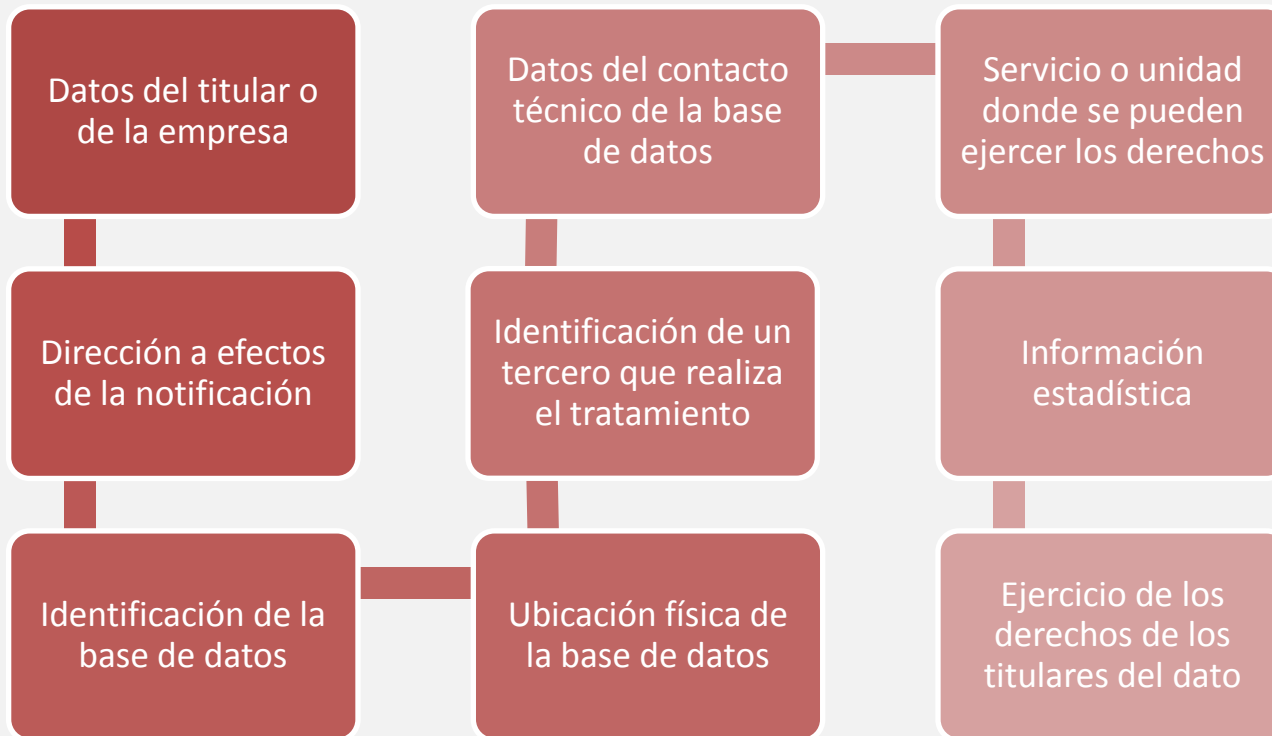 Datos del titular o
de la empresa
Dirección a efectos
de la notificación
Identificación de la
base de datos
Ubicación física de
la base de datos
Identificación de un
tercero que realiza
el tratamiento
Datos del contacto
técnico de la base
de datos
Servicio o unidad
donde se pueden
ejercer los derechos
Información
estadística
Ejercicio de los
derechos de los
titulares del dato